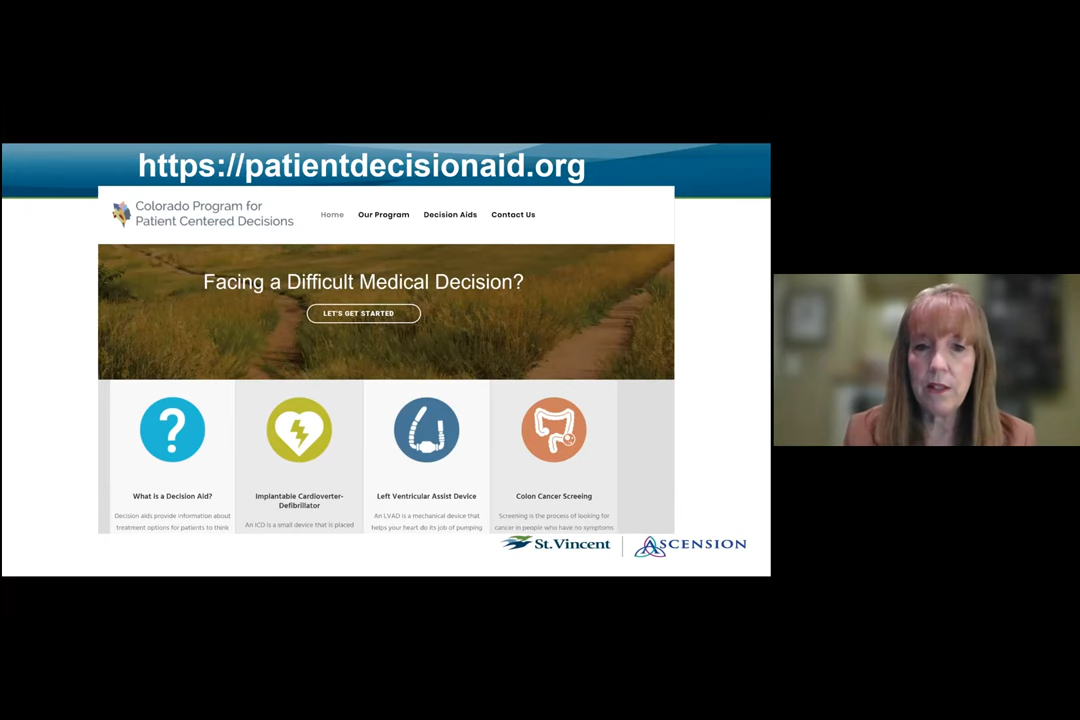 https://patientdecisionaid.org
Colorado Program for
Patient Centered Decisions
Home Our Program Decision Aids Contact Us
Facing a Difficult Medical Decision?
LET'S GET STARTED
What is a Decision Aid?
Decision aids provide information about
treatment options for patients to think
Implantable Cardioverter-
Defibrillator
An ICD is a small device that is placed
Left Ventricular Assist Device
An LVAD is a mechanical device that
helps your heart do its job of pumping
Colon Cancer Screeing
Screening is the process of looking for
cancer in people who have no symptoms
St.Vincent
ASCENSION